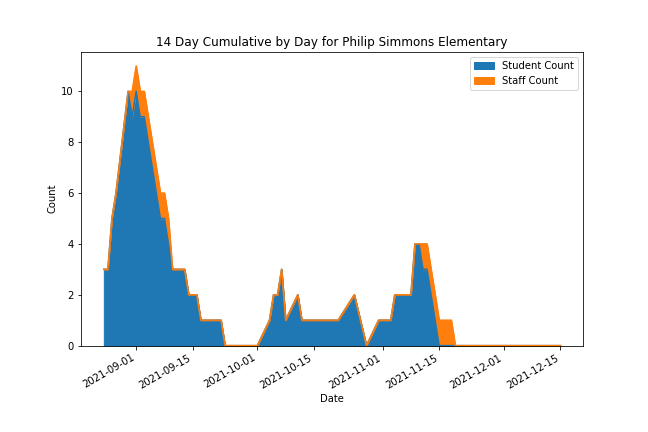 14 Day Cumulative by Day for Philip Simmons Elementary
Student Count
Staff Count
Count
10
8
6
4
2
0
2021-09-01
2021-09-15
2021-10-01
2021-10-15
2021-11-01
2021-11-15
2021-12-01
2021-12-15
Date